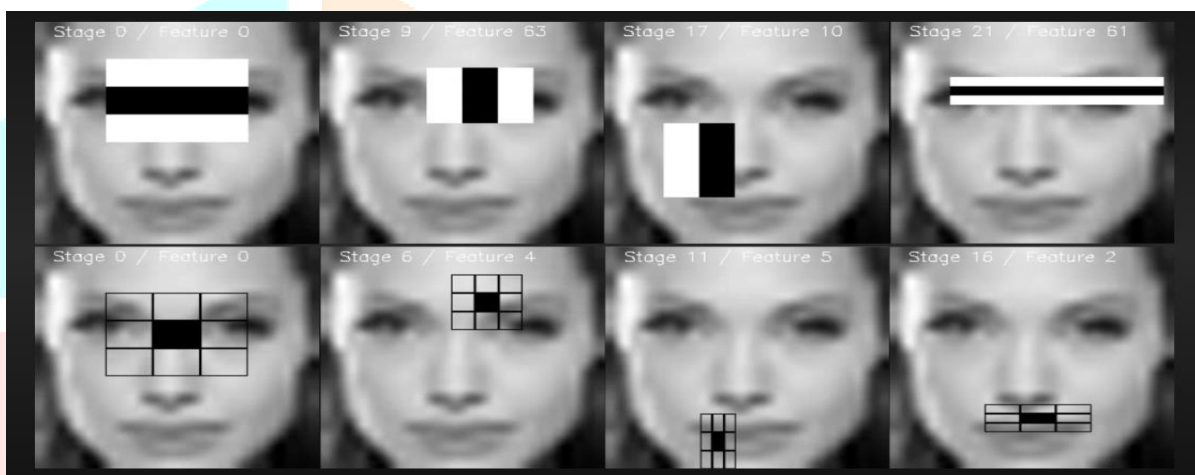 Stage 0 / Feature 0
Stage 9 / Feature 63
Stage 17 / Feature 10
Stage 21 / Feature 61
Stage 0 / Feature 0
Stage 6 / Feature 4
Stage 11 / Feature 5
Stage 16 / Feature 2